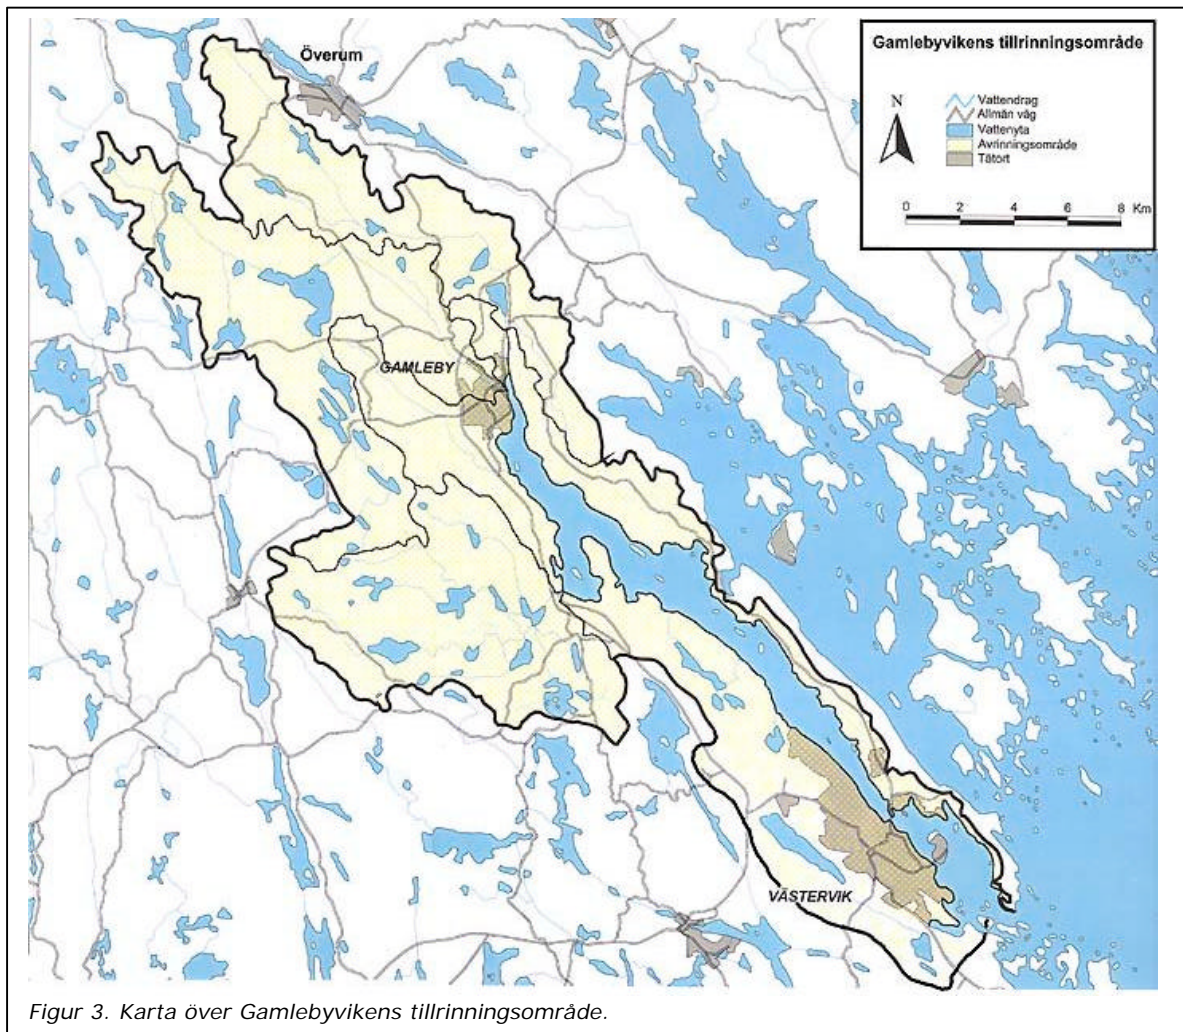 Gamlebyvikens tillrinningsområde
N
Vattendrag
Allmän väg
Vattenyta
Avrinningsområde
Tätort
0 2 4 6 8 Km
Överum
GAMLEBY
VÄSTERVIK
Figur 3. Karta över Gamlebyvikens tillrinningsområde.